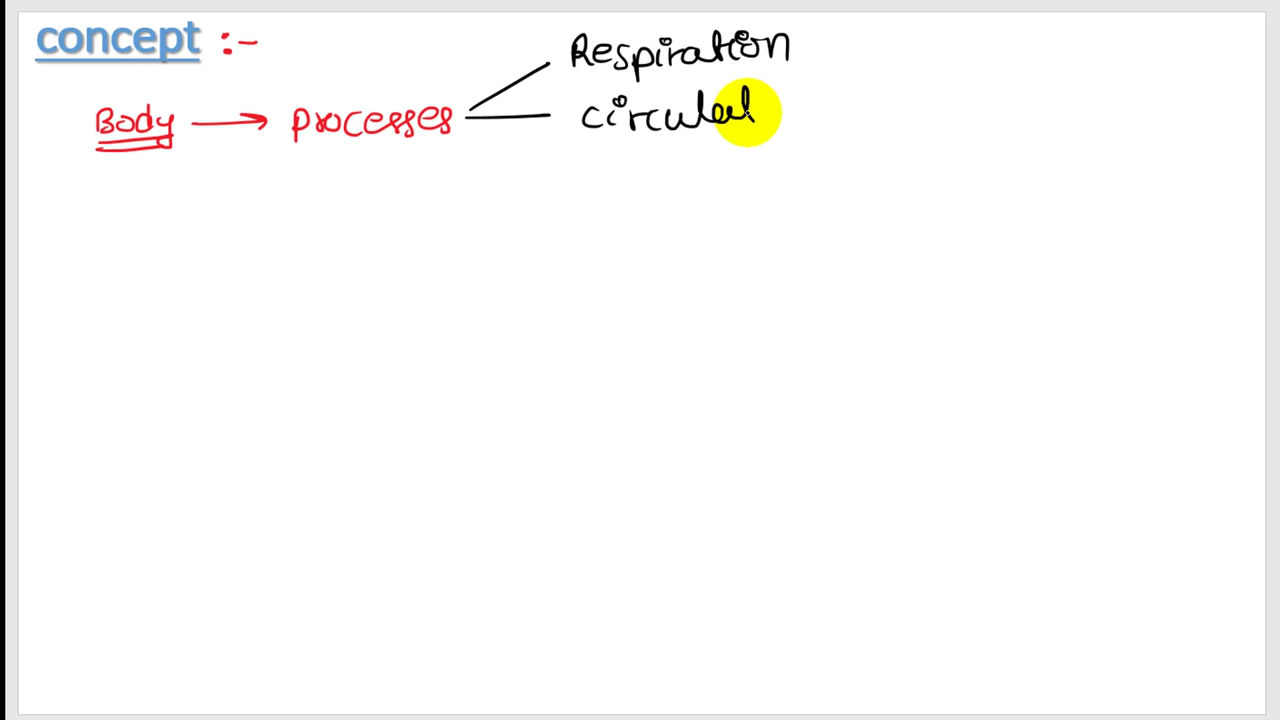 concept :-
Respiration
Body → processes
circulat